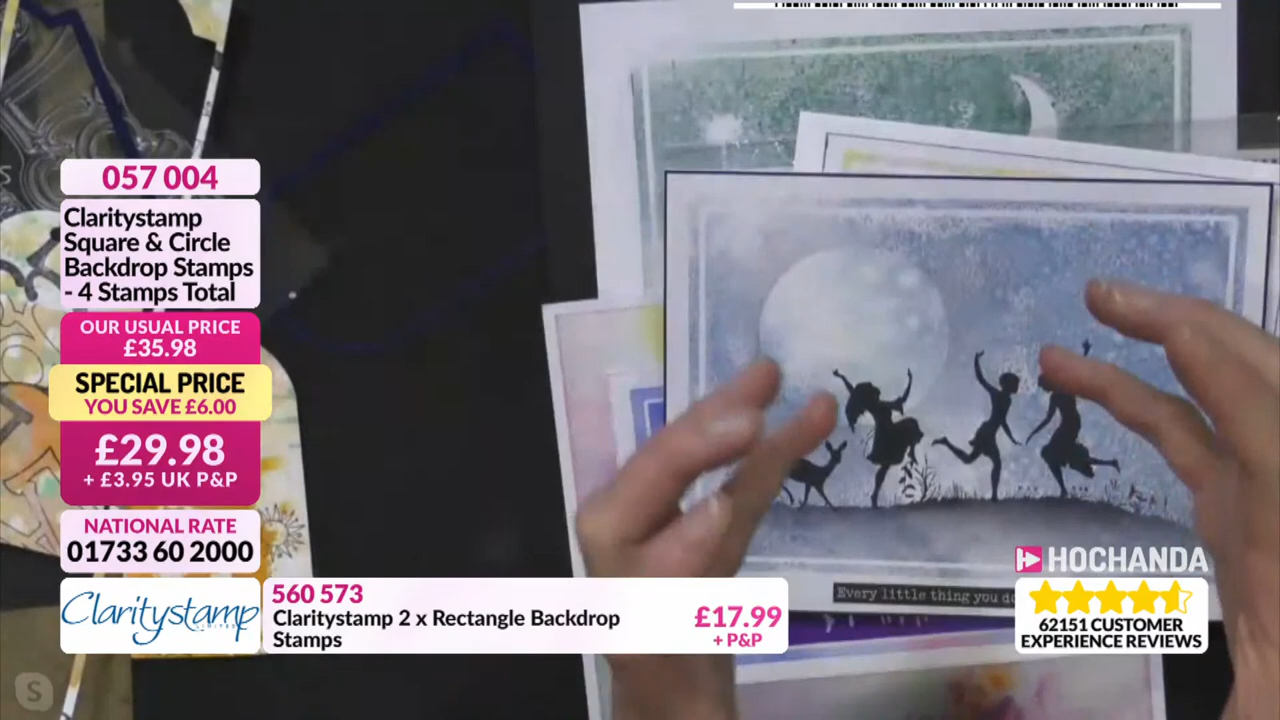 057 004
Claritystamp
Square & Circle
Backdrop Stamps
- 4 Stamps Total
OUR USUAL PRICE
£35.98
SPECIAL PRICE
YOU SAVE £6.00
£29.98
+ £3.95 UK P&P
NATIONAL RATE
01733 60 2000
Claritystamp
LIMITED
560 573
Claritystamp 2 x Rectangle Backdrop
Stamps
£17.99
+ P&P
Every little thing you do
HOCHANDA
62151 CUSTOMER
EXPERIENCE REVIEWS
S